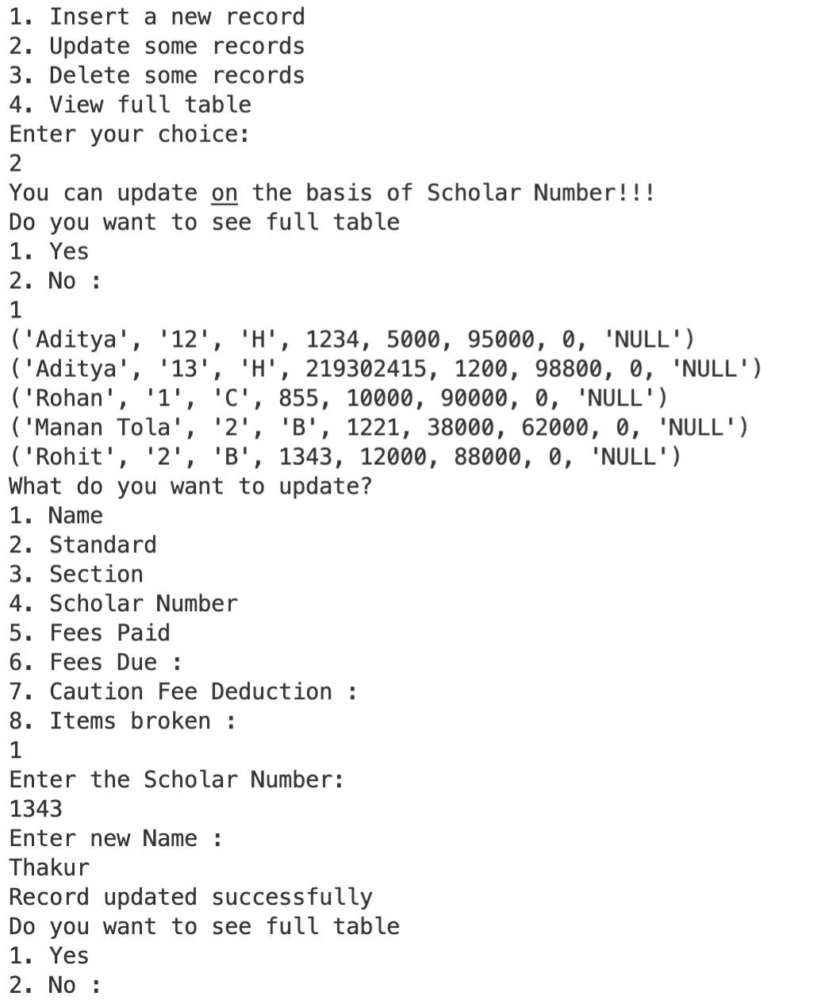 1. Insert a new record
2. Update some records
3. Delete some records
4. View full table
Enter your choice:
2
You can update on the basis of Scholar Number!!!
Do you want to see full table
1. Yes
2. No :
1
('Aditya', '12', 'H', 1234, 5000, 95000, 0, 'NULL')
('Aditya', '13', 'H', 219302415, 1200, 98800, 0, 'NULL')
('Rohan', '1', 'C', 855, 10000, 90000, 0, 'NULL')
('Manan Tola', '2', 'B', 1221, 38000, 62000, 0, 'NULL')
('Rohit', '2', 'B', 1343, 12000, 88000, 0, 'NULL')
What do you want to update?
1. Name
2. Standard
3. Section
4. Scholar Number
5. Fees Paid
6. Fees Due :
7. Caution Fee Deduction :
8. Items broken :
1
Enter the Scholar Number:
1343
Enter new Name :
Thakur
Record updated successfully
Do you want to see full table
1. Yes
2. No :